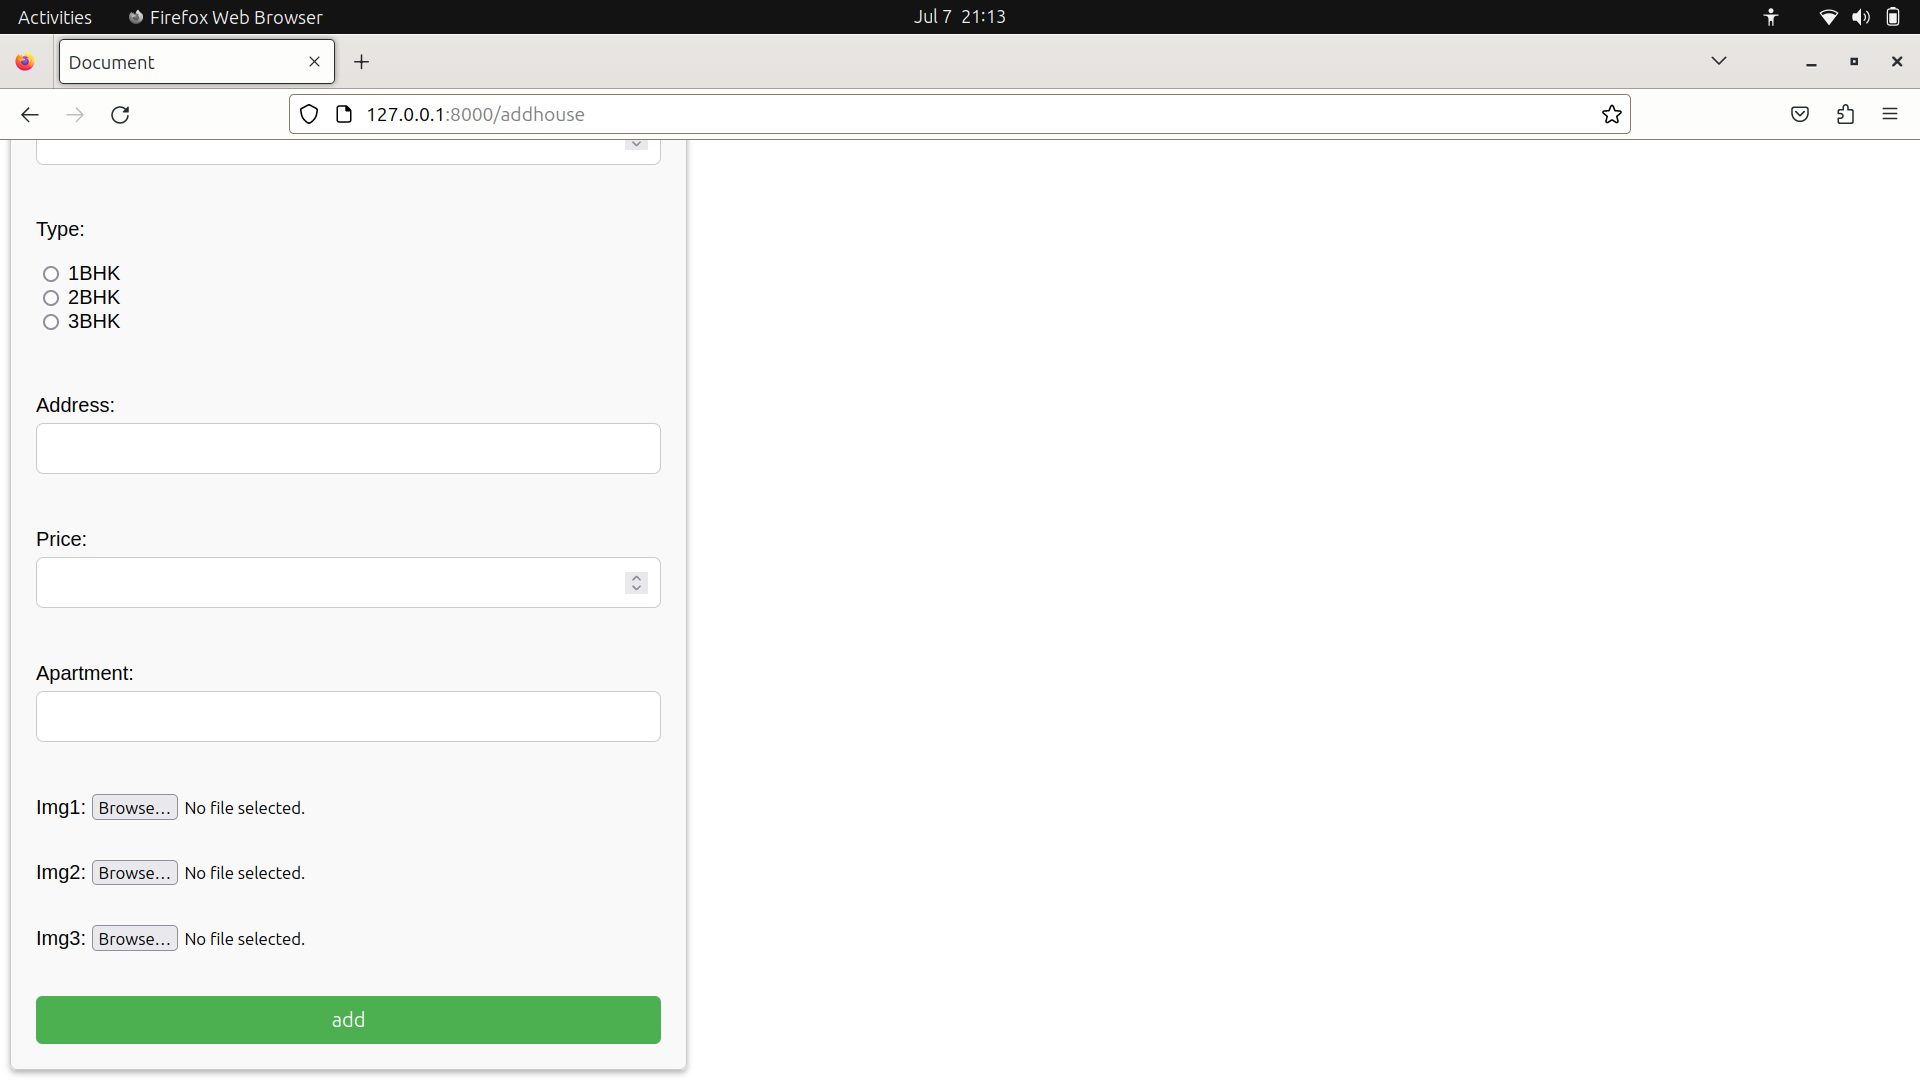 Activities Firefox Web Browser Jul 7 21:13
Document
127.0.0.1:8000/addhouse
Type:
1BHK
2BHK
3BHK
Address:
Price:
Apartment:
Img1: Browse... No file selected.
Img2: Browse... No file selected.
Img3: Browse... No file selected.
add